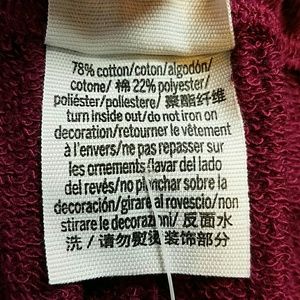 78% cotton/coton/algodón/
cotone/ 棉 22% polyester/
poliéster/poliestere/ 聚酯纤维
turn inside out/do not iron on
decoration/retourner le vêtement
à l'envers/ne pas repasser sur
les ornements/lavar del lado
del revés/no planchar sobre la
decoración/girare al rovescio/non
stirare le decorazioni/ 反面水
洗 / 请勿熨烫装饰部分